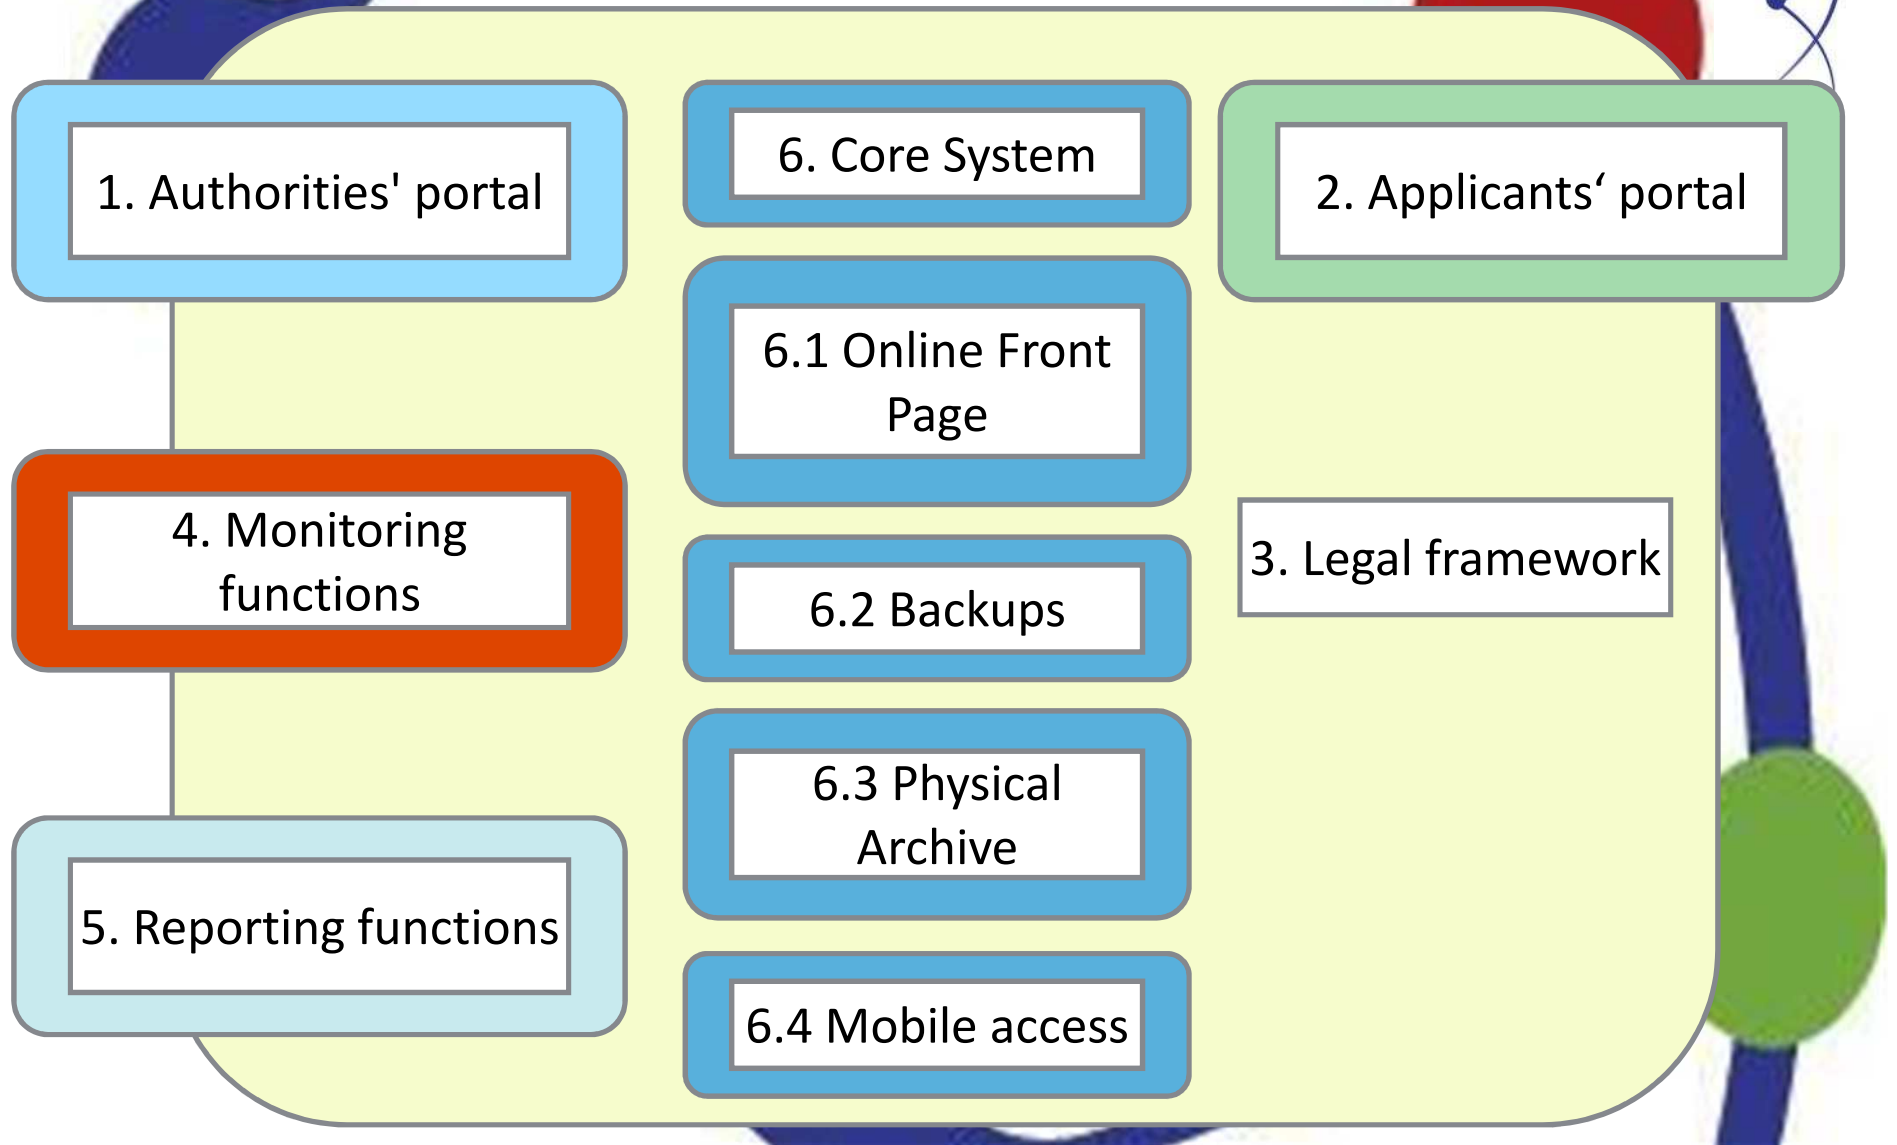 1. Authorities' portal
6. Core System
2. Applicants‘ portal
6.1 Online Front
Page
4. Monitoring
functions
3. Legal framework
6.2 Backups
6.3 Physical
Archive
5. Reporting functions
6.4 Mobile access